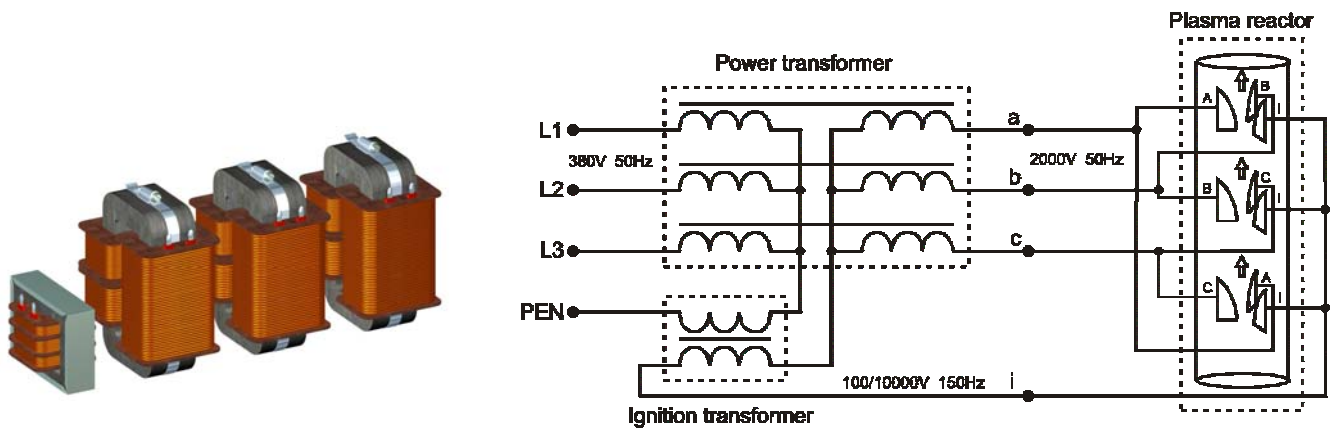 Plasma reactor
Power transformer
L1
380V 50Hz
L2
L3
PEN
a
2000V 50Hz
b
c
A
B
I
B
C
I
C
A
I
100/10000V 150Hz
i
Ignition transformer